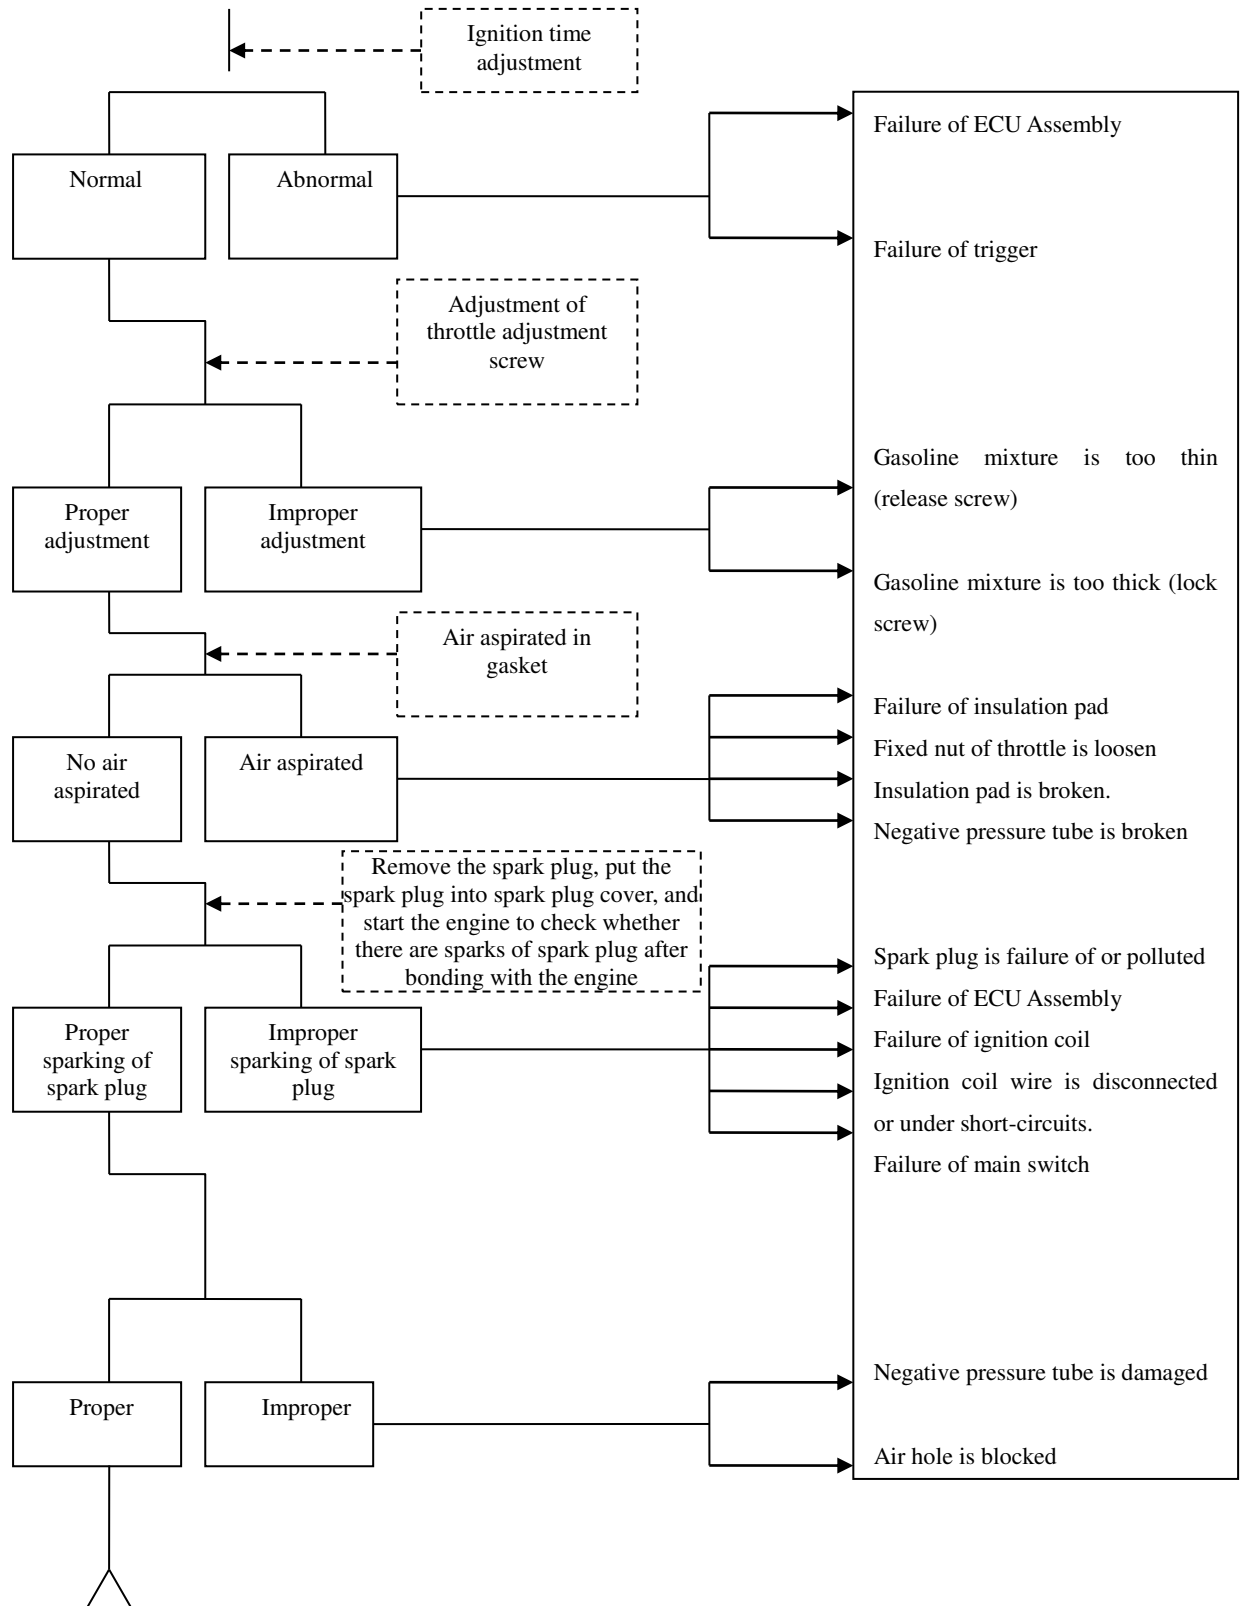 Ignition time
adjustment
Failure of ECU Assembly
Normal
Abnormal
Failure of trigger
Adjustment of
throttle adjustment
screw
Gasoline mixture is too thin
(release screw)
Proper
adjustment
Improper
adjustment
Gasoline mixture is too thick (lock
screw)
Air aspirated in
gasket
Failure of insulation pad
Fixed nut of throttle is loosen
Insulation pad is broken.
Negative pressure tube is broken
No air
aspirated
Air aspirated
Remove the spark plug, put the
spark plug into spark plug cover, and
start the engine to check whether
there are sparks of spark plug after
bonding with the engine
Spark plug is failure of or polluted
Failure of ECU Assembly
Failure of ignition coil
Ignition coil wire is disconnected
or under short-circuits.
Failure of main switch
Proper
sparking of
spark plug
Improper
sparking of spark
plug
Negative pressure tube is damaged
Proper
Improper
Air hole is blocked